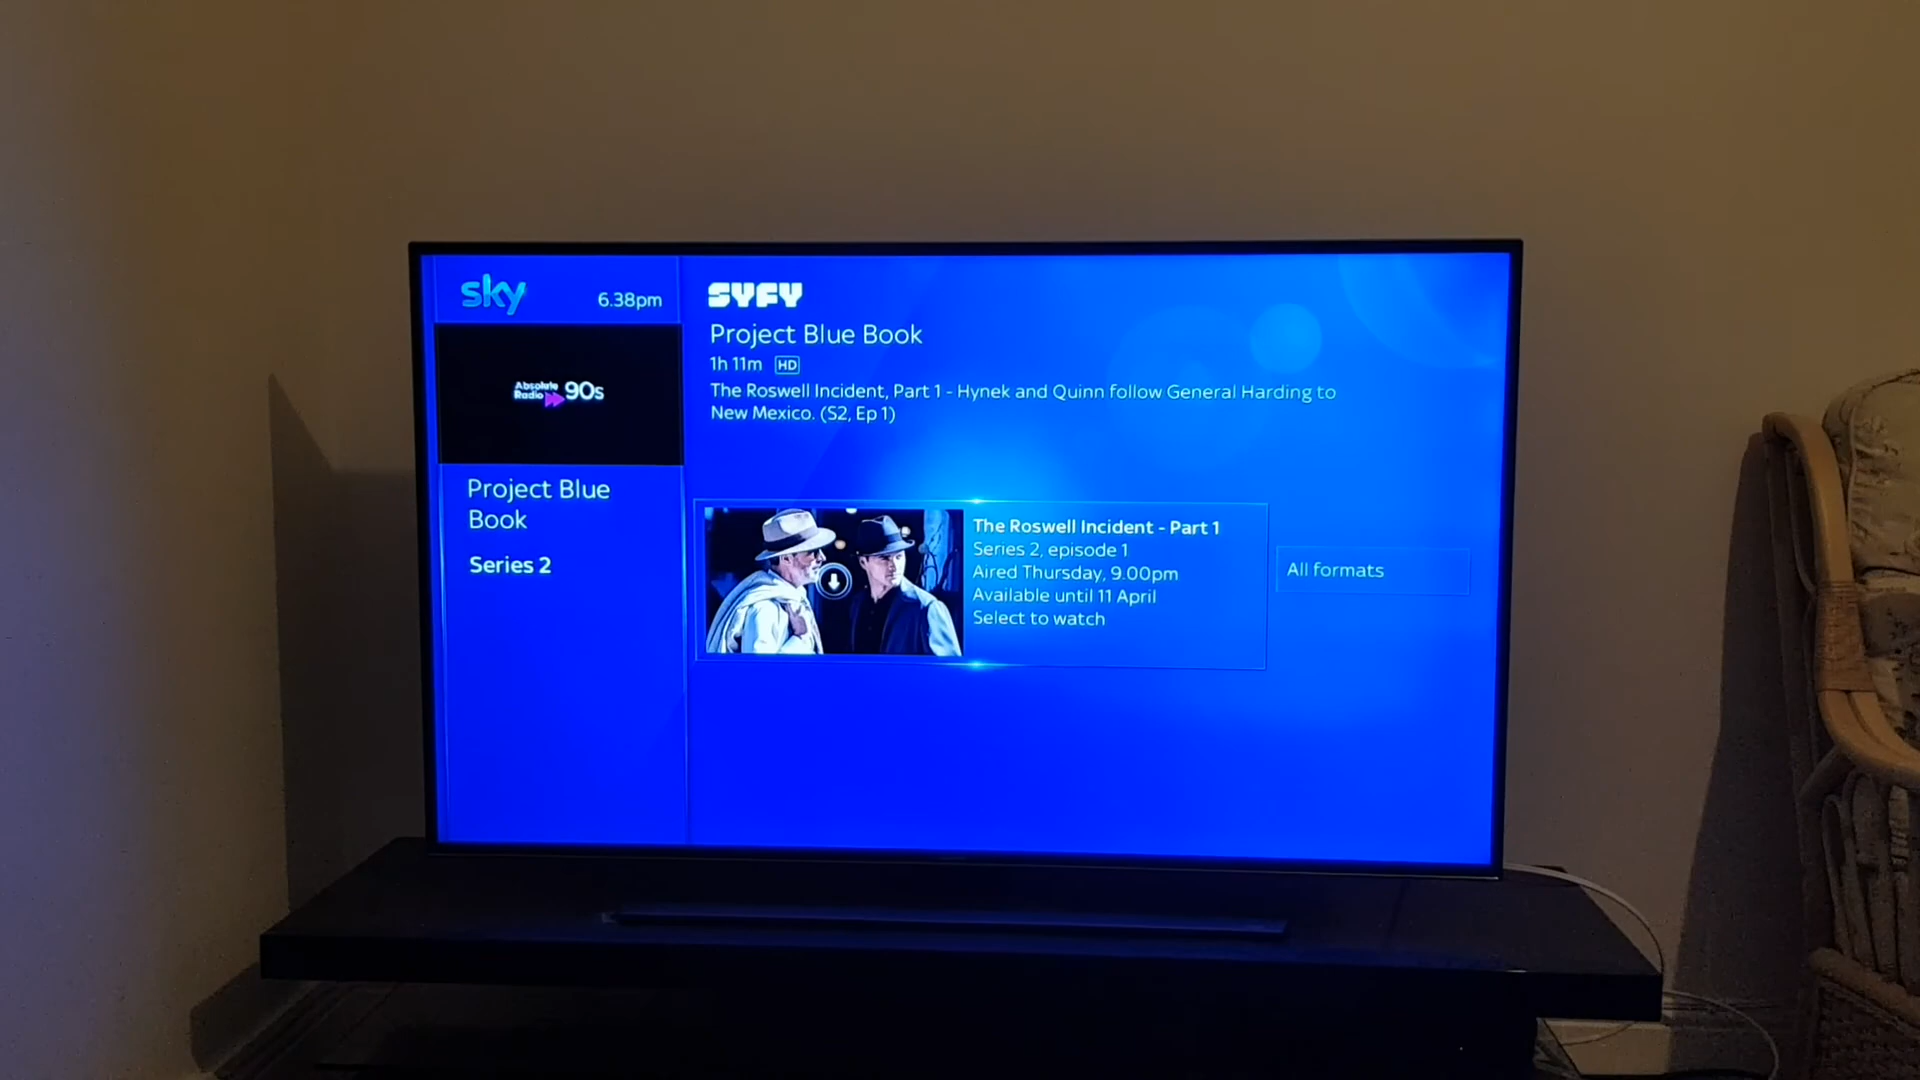 sky
6.38pm
Absolute
Radio 90s
Project Blue
Book
Series 2
SYFY
Project Blue Book
1h 11m HD
The Roswell Incident, Part 1 - Hynek and Quinn follow General Harding to
New Mexico. (S2, Ep 1)
The Roswell Incident - Part 1
Series 2, episode 1
Aired Thursday, 9.00pm
Available until 11 April
Select to watch
All formats